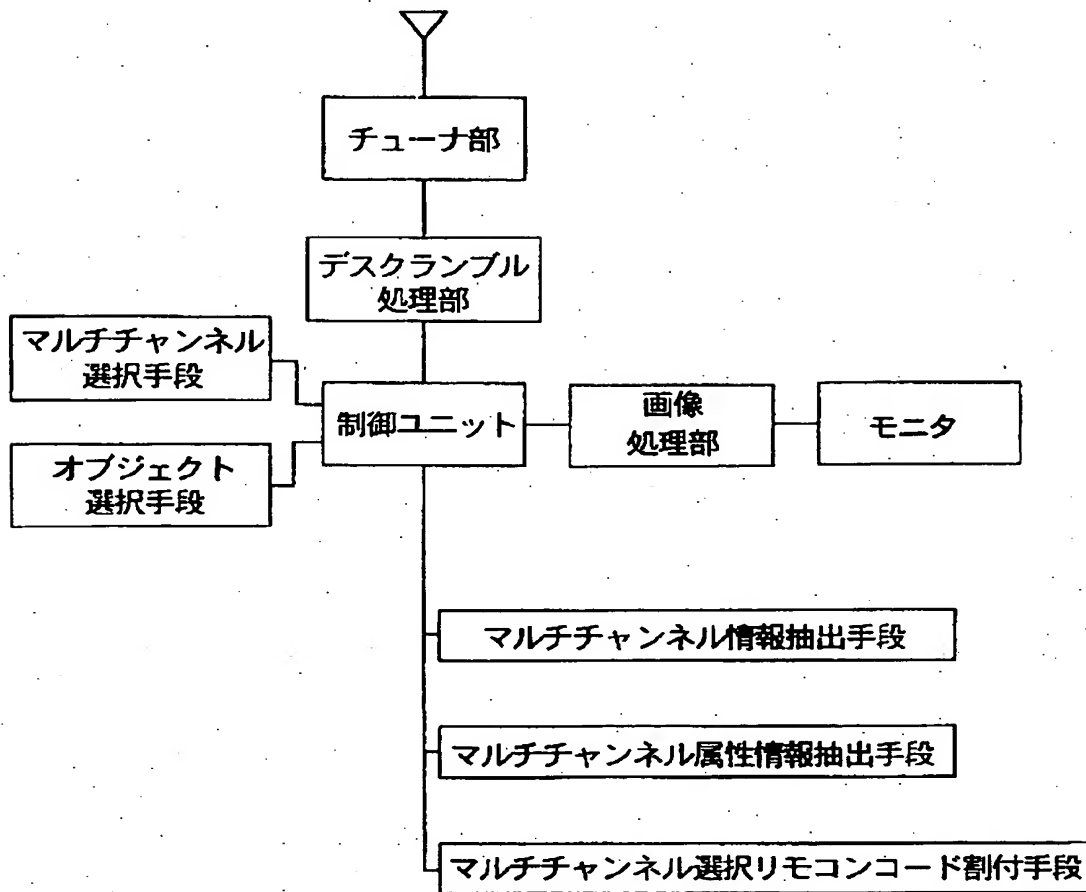 チューナ部
デスクランブル
処理部
マルチチャンネル
選択手段
制御ユニット
画像
処理部
モニタ
オブジェクト
選択手段
マルチチャンネル情報抽出手段
マルチチャンネル属性情報抽出手段
マルチチャンネル選択リモコンコード割付手段